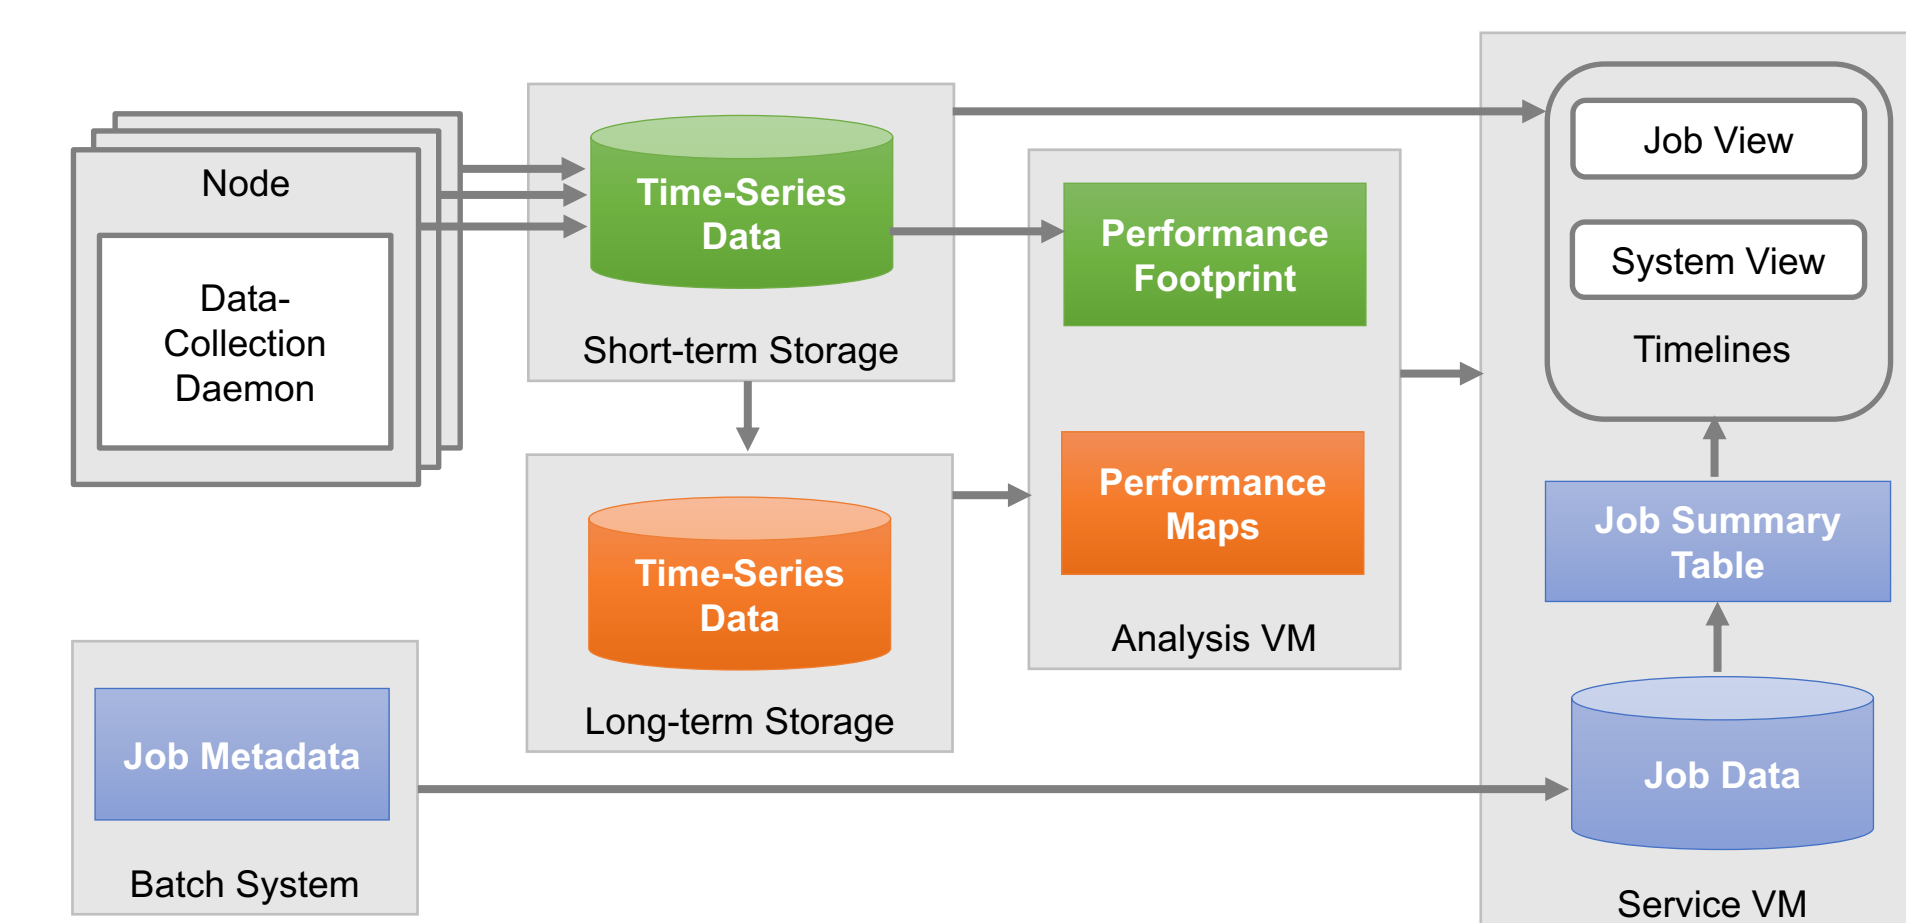 Node
Data-
Collection
Daemon
Time-Series
Data
Short-term Storage
Time-Series
Data
Long-term Storage
Job Metadata
Batch System
Performance
Footprint
Performance
Maps
Analysis VM
Job View
System View
Timelines
Job Summary
Table
Job Data
Service VM